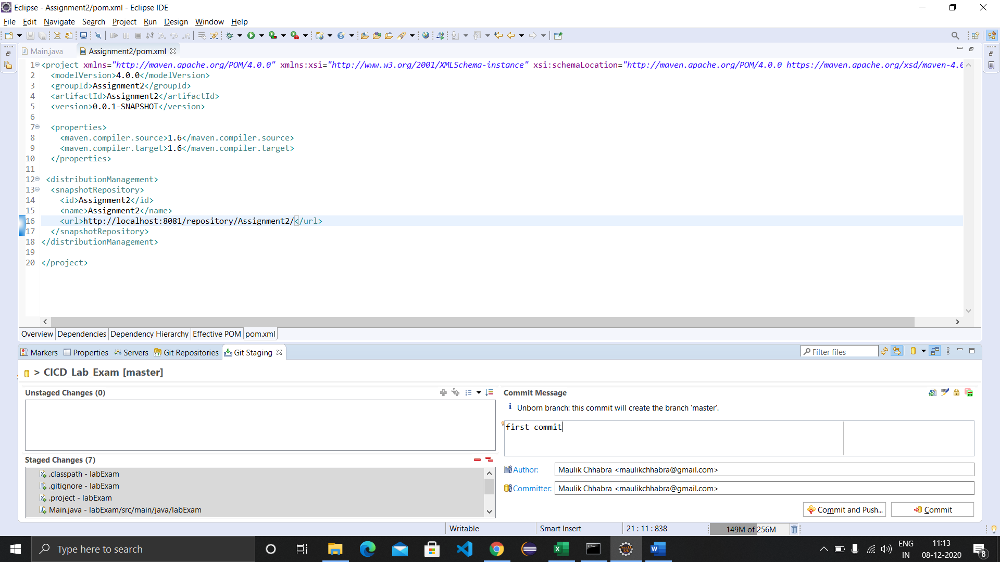 Eclipse - Assignment2/pom.xml - Eclipse IDE
File Edit Navigate Search Project Run Design Window Help
Main.java Assignment2/pom.xml
1 <project xmlns="http://maven.apache.org/POM/4.0.0" xmlns:xsi="http://www.w3.org/2001/XMLSchema-instance" xsi:schemaLocation="http://maven.apache.org/POM/4.0.0 https://maven.apache.org/xsd/maven-4.0
2 <modelVersion>4.0.0</modelVersion>
3 <groupId>Assignment2</groupId>
4 <artifactId>Assignment2</artifactId>
5 <version>0.0.1-SNAPSHOT</version>
6
7 <properties>
8 <maven.compiler.source>1.6</maven.compiler.source>
9 <maven.compiler.target>1.6</maven.compiler.target>
10 </properties>
11
12 <distributionManagement>
13 <snapshotRepository>
14 <id>Assignment2</id>
15 <name>Assignment2</name>
16 <url>http://localhost:8081/repository/Assignment2/</url>
17 </snapshotRepository>
18 </distributionManagement>
19
20 </project>
Overview Dependencies Dependency Hierarchy Effective POM pom.xml
Markers Properties Servers Git Repositories Git Staging Filter files
> CICD_Lab_Exam [master]
Unstaged Changes (0)
Staged Changes (7)
.classpath - labExam
.gitignore - labExam
.project - labExam
Main.java - labExam/src/main/java/labExam
Commit Message
Unborn branch: this commit will create the branch 'master'.
first commit
Author: Maulik Chhabra <maulikchhabra@gmail.com>
Committer: Maulik Chhabra <maulikchhabra@gmail.com>
Commit and Push... Commit
Writable Smart Insert 21 : 11 : 838 149M of 256M
Type here to search
ENG
IN
11:13
08-12-2020
8